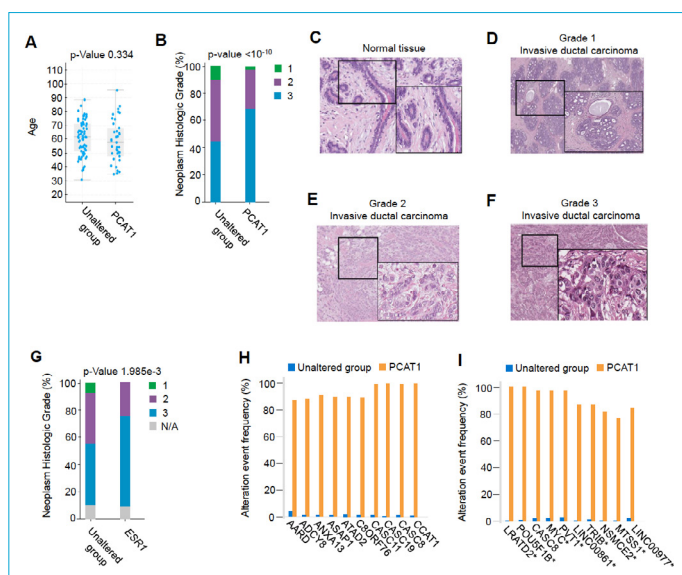 A
p-Value 0.334
Age
110
100
90
80
70
60
50
40
30
20
Unaltered group
PCAT1
B
p-value <10-10
Neoplasm Histologic Grade (%)
100
80
60
40
20
0
1
2
3
Unaltered group
PCAT1
C
Normal tissue
D
Grade 1
Invasive ductal carcinoma
E
Grade 2
Invasive ductal carcinoma
F
Grade 3
Invasive ductal carcinoma
G
p-Value 1.985e-3
Neoplasm Histologic Grade (%)
100
80
60
40
20
0
1
2
3
N/A
Unaltered group
ESR1
H
Unaltered group
PCAT1
Alteration event frequency (%)
100
80
60
40
20
0
AARD
ADCY8
ANXA13
ASAP1
ATAD2
C8ORF76
CASC11
CASC19
CASC8
CCAT1
I
Unaltered group
PCAT1
Alteration event frequency (%)
100
80
60
40
20
0
LRATD2*
POU5F1B*
CASC8
MYC*
PVT1*
LINC00861*
TRIB*
NSMCE2*
MTSS1*
LINC00977*